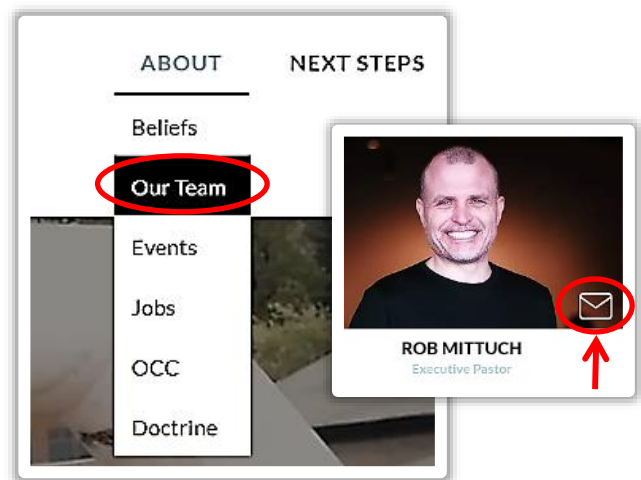 ABOUT NEXT STEPS
Beliefs
Our Team
Events
Jobs
OCC
Doctrine
ROB MITTUCH
Executive Pastor